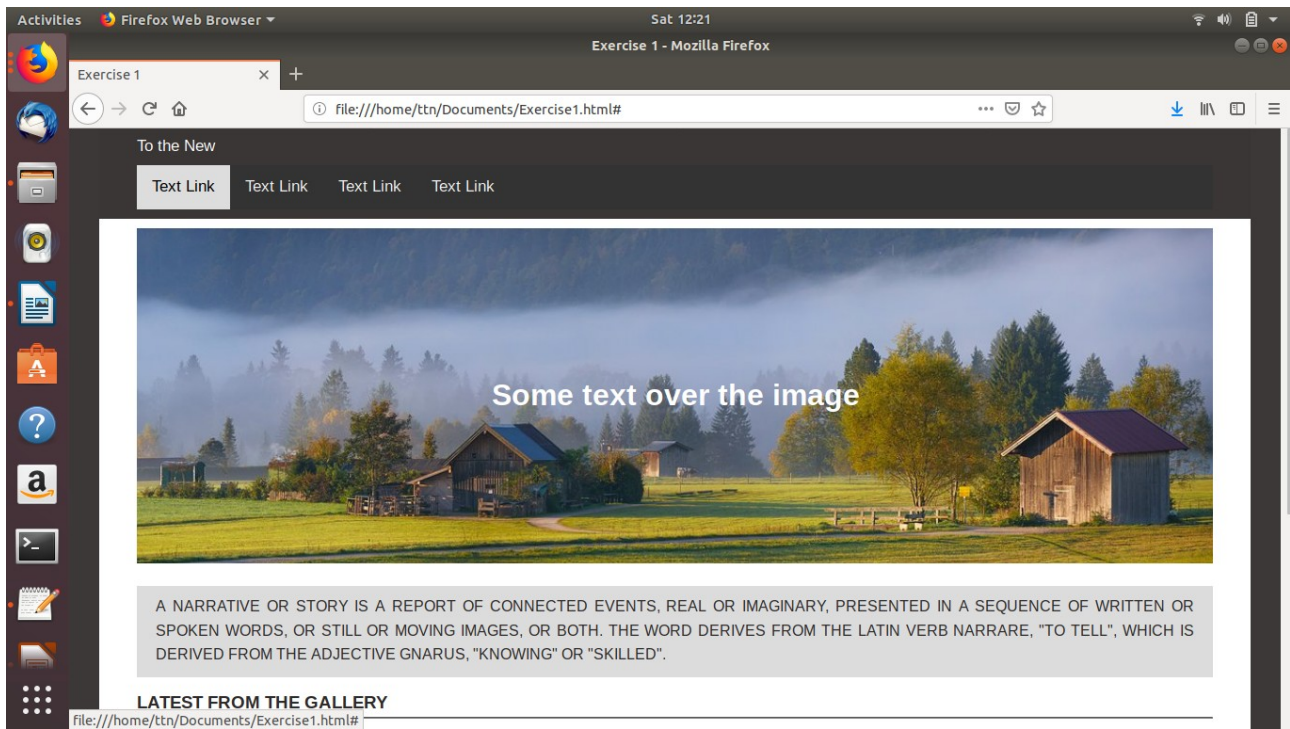 Activities Firefox Web Browser Sat 12:21
Exercise 1 - Mozilla Firefox
Exercise 1
file:///home/ttn/Documents/Exercise1.html#
To the New
Text Link Text Link Text Link Text Link
Some text over the image
A NARRATIVE OR STORY IS A REPORT OF CONNECTED EVENTS, REAL OR IMAGINARY, PRESENTED IN A SEQUENCE OF WRITTEN OR
SPOKEN WORDS, OR STILL OR MOVING IMAGES, OR BOTH. THE WORD DERIVES FROM THE LATIN VERB NARRARE, "TO TELL", WHICH IS
DERIVED FROM THE ADJECTIVE GNARUS, "KNOWING" OR "SKILLED".
LATEST FROM THE GALLERY
file:///home/ttn/Documents/Exercise1.html#